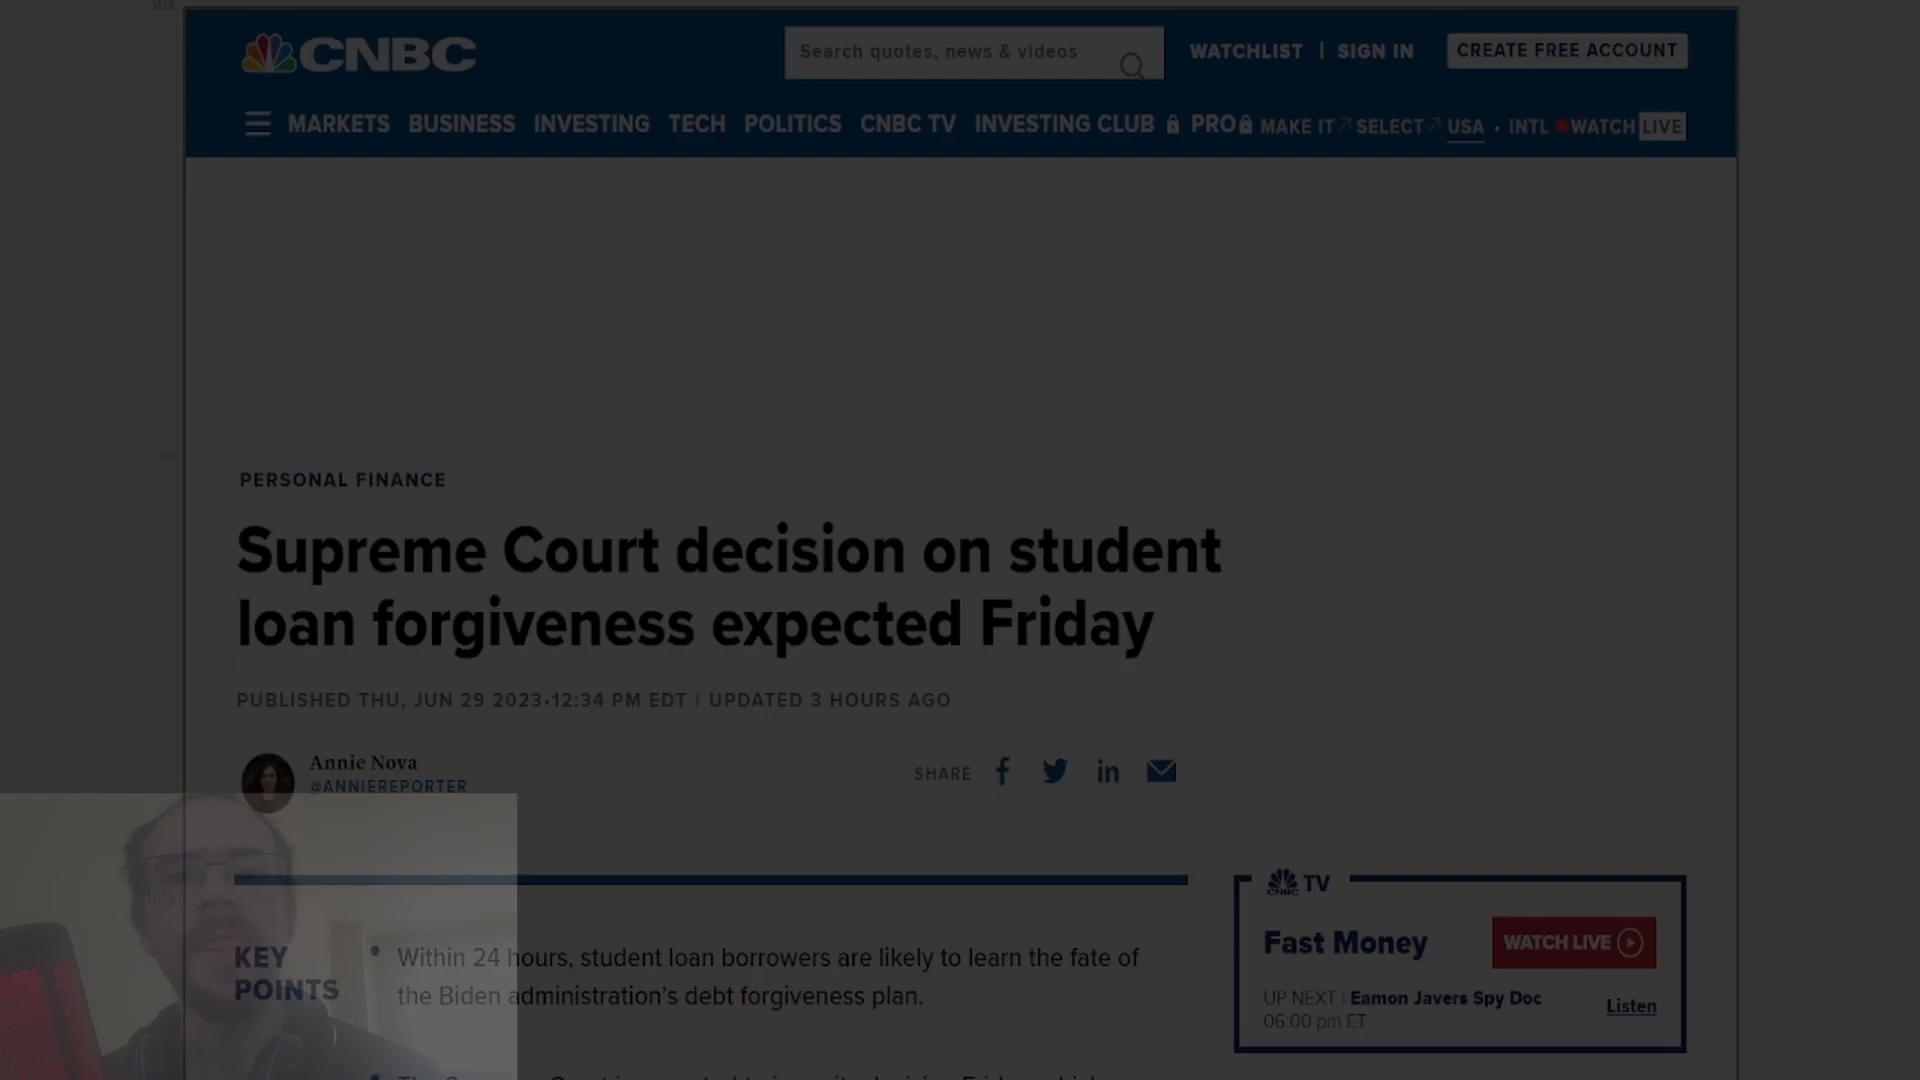 CNBC
Search quotes, news & videos
WATCHLIST | SIGN IN
CREATE FREE ACCOUNT
MARKETS BUSINESS INVESTING TECH POLITICS CNBC TV INVESTING CLUB PRO MAKE IT SELECT USA • INTL WATCH LIVE
PERSONAL FINANCE
Supreme Court decision on student
loan forgiveness expected Friday
PUBLISHED THU, JUN 29 2023•12:34 PM EDT | UPDATED 3 HOURS AGO
Annie Nova
@ANNIEREPORTER
SHARE
KEY
POINTS
• Within 24 hours, student loan borrowers are likely to learn the fate of
the Biden administration's debt forgiveness plan.
CNBC TV
Fast Money
WATCH LIVE
UP NEXT | Eamon Javers Spy Doc
06:00 pm ET
Listen